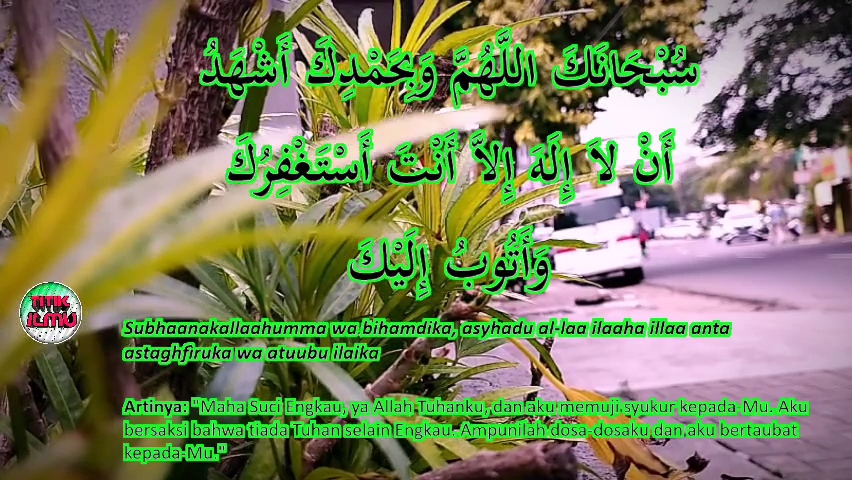 سُبْحَانَكَ اللَّهُمَّ وَبِحَمْدِكَ أَشْهَدُ
أَنْ لاَ إِلَهَ إِلاَّ أَنْتَ أَسْتَغْفِرُكَ
وَأَتُوبُ إِلَيْكَ
TITIK
ILMU
Subhaanakallaahumma wa bihamdika, asyhadu al-laa ilaaha illaa anta
astaghfiruka wa atuubu ilaika
Artinya: "Maha Suci Engkau, ya Allah Tuhanku, dan aku memuji syukur kepada-Mu. Aku
bersaksi bahwa tiada Tuhan selain Engkau. Ampunilah dosa-dosaku dan aku bertaubat
kepada-Mu."